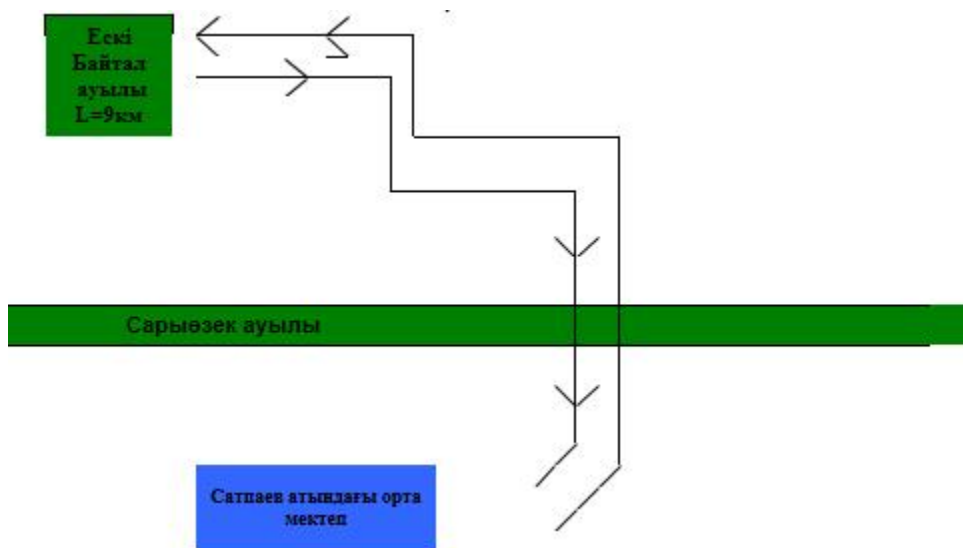 Ескі
Байтал
ауылы
L=9км
Сарыөзек ауылы
Сатпаев атындағы орта
мектеп